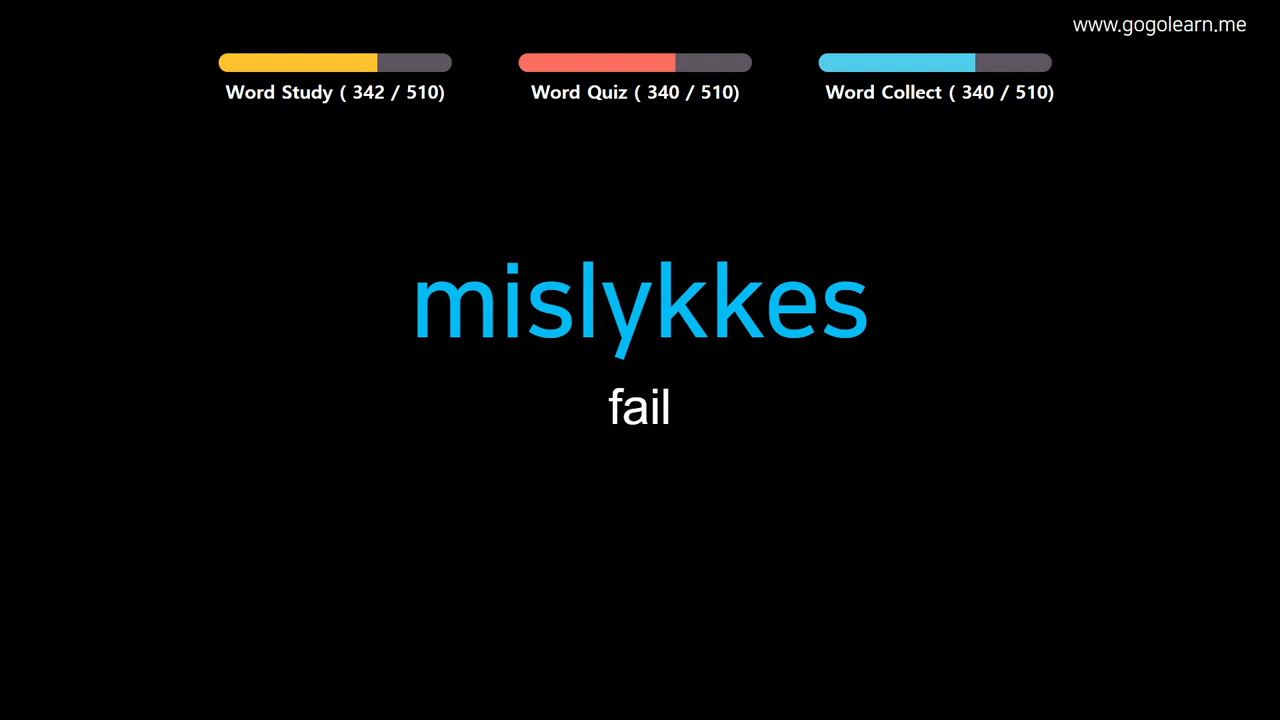 www.gogolearn.me
Word Study ( 342 / 510)
Word Quiz ( 340 / 510)
Word Collect ( 340 / 510)
mislykkes
fail